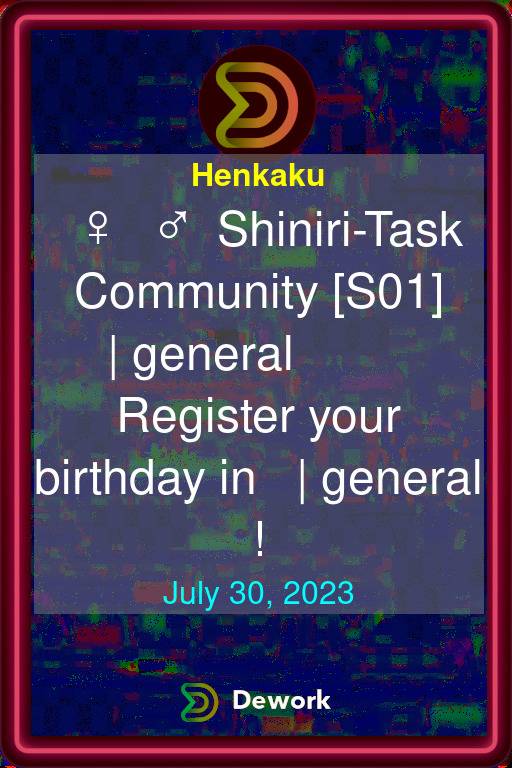 Henkaku
♀ ♂ Shiniri-Task
Community [S01]
| general
Register your
birthday in | general
!
July 30, 2023
Dework